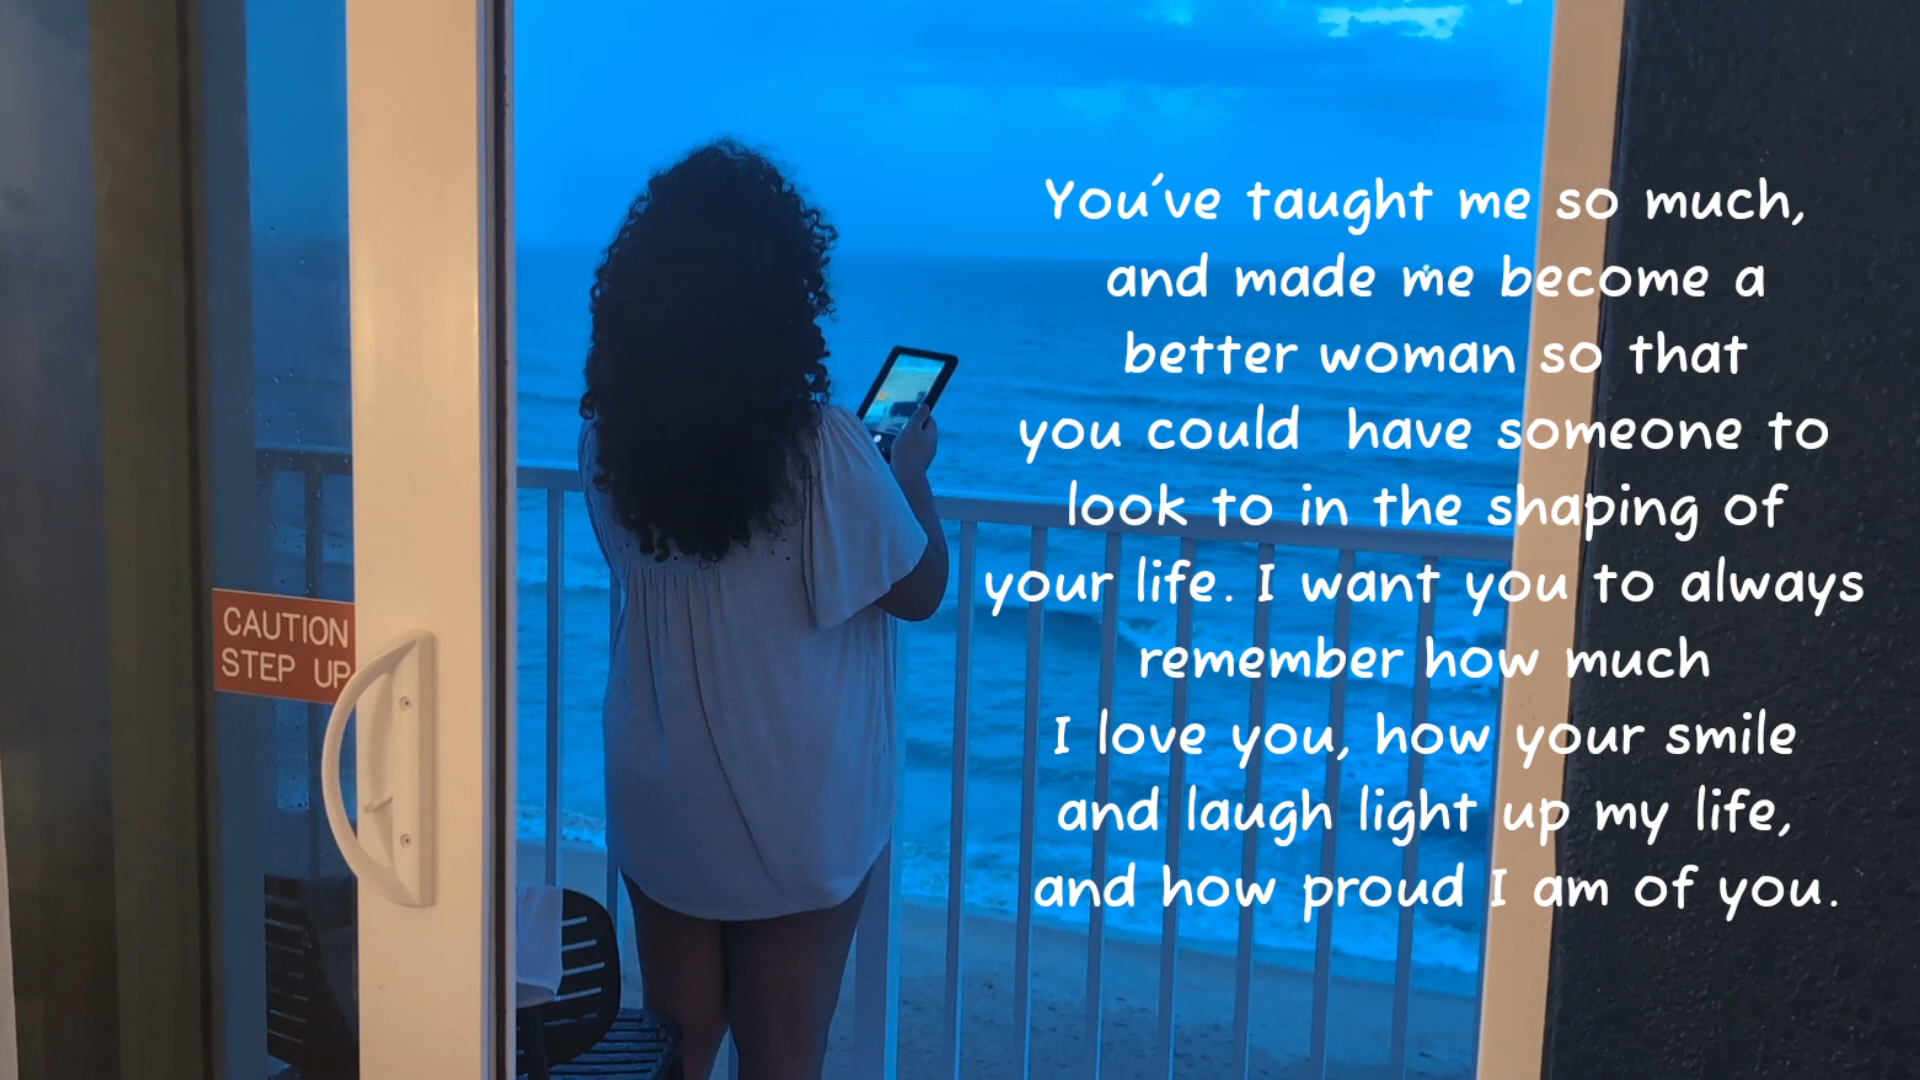 You've taught me so much,
and made me become a
better woman so that
you could have someone to
look to in the shaping of
your life. I want you to always
remember how much
I love you, how your smile
and laugh light up my life,
and how proud I am of you.
CAUTION
STEP UP